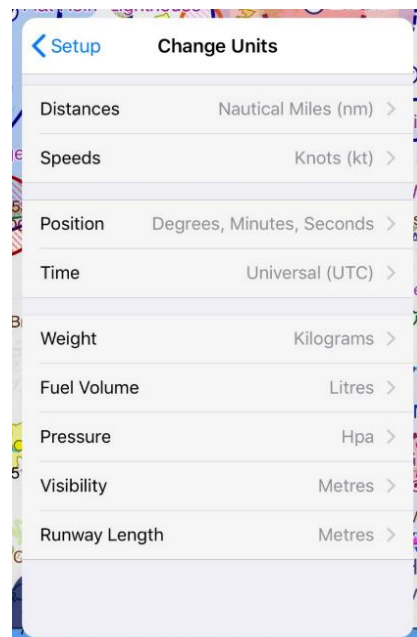 Setup
Change Units
Distances Nautical Miles (nm)
Speeds Knots (kt)
Position Degrees, Minutes, Seconds
Time Universal (UTC)
Weight Kilograms
Fuel Volume Litres
Pressure Hpa
Visibility Metres
Runway Length Metres